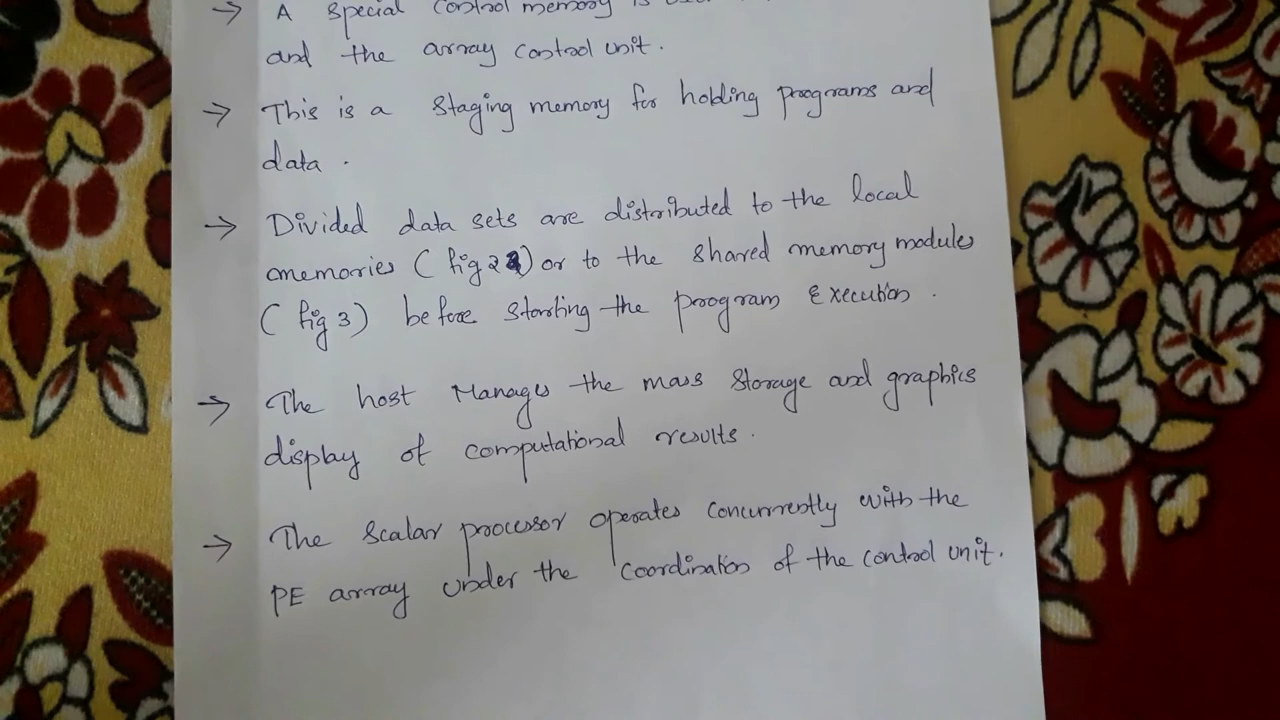 → A special control memory is used
and the array control unit.
→ This is a staging memory for holding programs and
data.
→ Divided data sets are distributed to the local
memories (fig 2) or to the shared memory modules
(fig 3) before starting the program Execution.
→ The host Manages the mass storage and graphics
display of computational results.
→ The scalar processor operates concurrently with the
PE array under the coordination of the control unit.